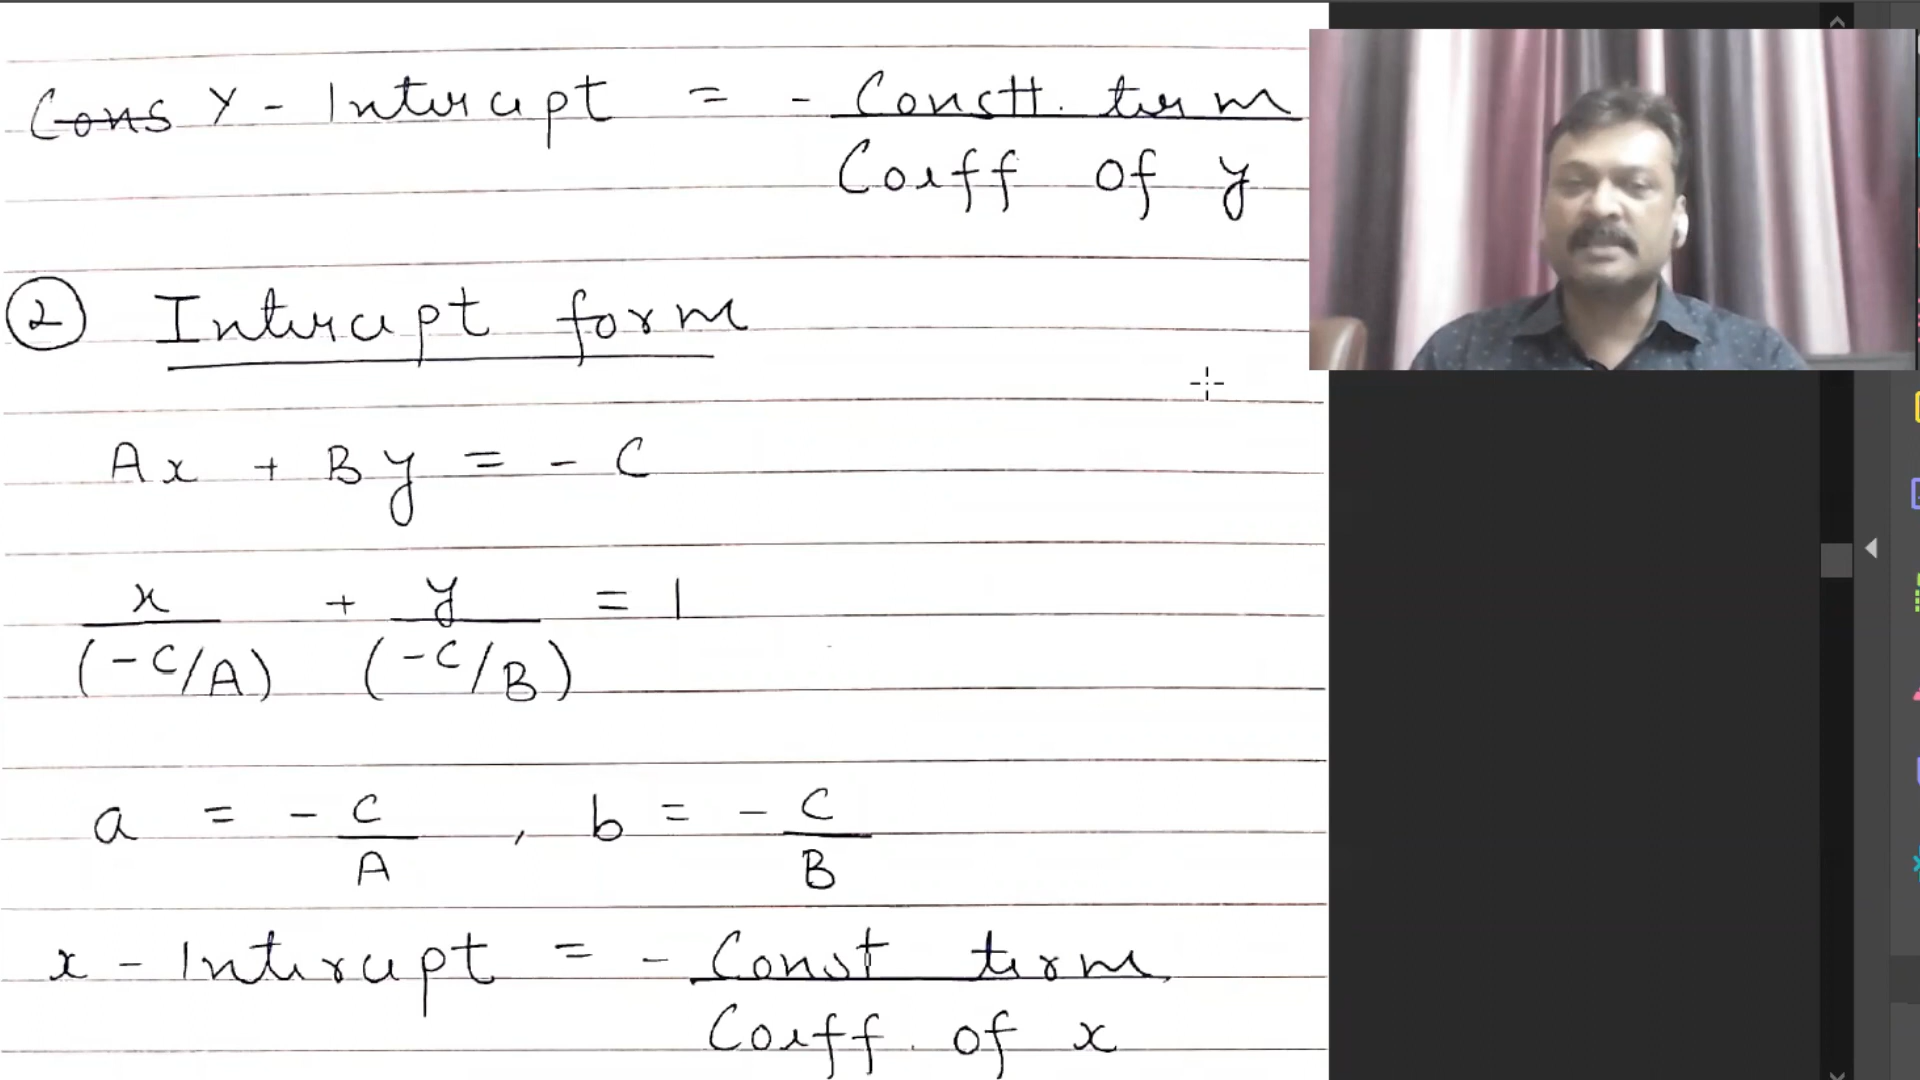 Cons Y - Intercept = - Constt. term
Coeff of y
2 Intercept form
Ax + By = - C
x/(-C/A) + y/(-C/B) = 1
a = - C/A , b = - C/B
x - Intercept = - Const term
Coeff. of x